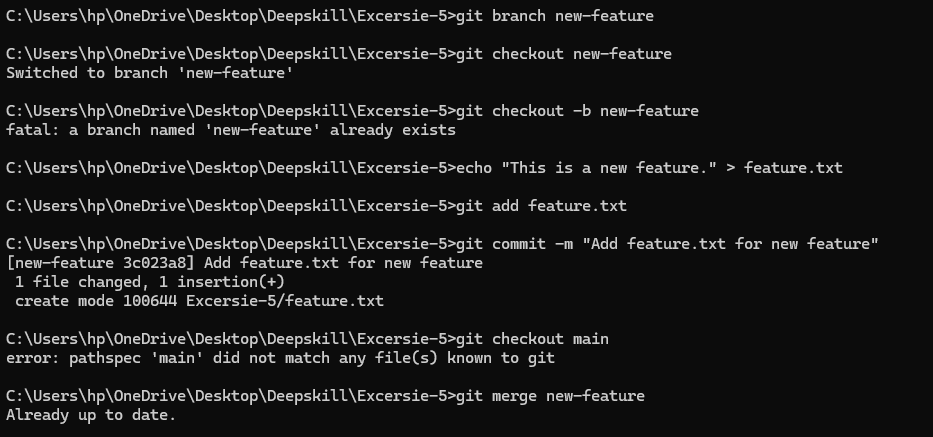 C:\Users\hp\OneDrive\Desktop\Deepskill\Excersie-5>git branch new-feature
C:\Users\hp\OneDrive\Desktop\Deepskill\Excersie-5>git checkout new-feature
Switched to branch 'new-feature'
C:\Users\hp\OneDrive\Desktop\Deepskill\Excersie-5>git checkout -b new-feature
fatal: a branch named 'new-feature' already exists
C:\Users\hp\OneDrive\Desktop\Deepskill\Excersie-5>echo "This is a new feature." > feature.txt
C:\Users\hp\OneDrive\Desktop\Deepskill\Excersie-5>git add feature.txt
C:\Users\hp\OneDrive\Desktop\Deepskill\Excersie-5>git commit -m "Add feature.txt for new feature"
[new-feature 3c023a8] Add feature.txt for new feature
 1 file changed, 1 insertion(+)
 create mode 100644 Excersie-5/feature.txt
C:\Users\hp\OneDrive\Desktop\Deepskill\Excersie-5>git checkout main
error: pathspec 'main' did not match any file(s) known to git
C:\Users\hp\OneDrive\Desktop\Deepskill\Excersie-5>git merge new-feature
Already up to date.